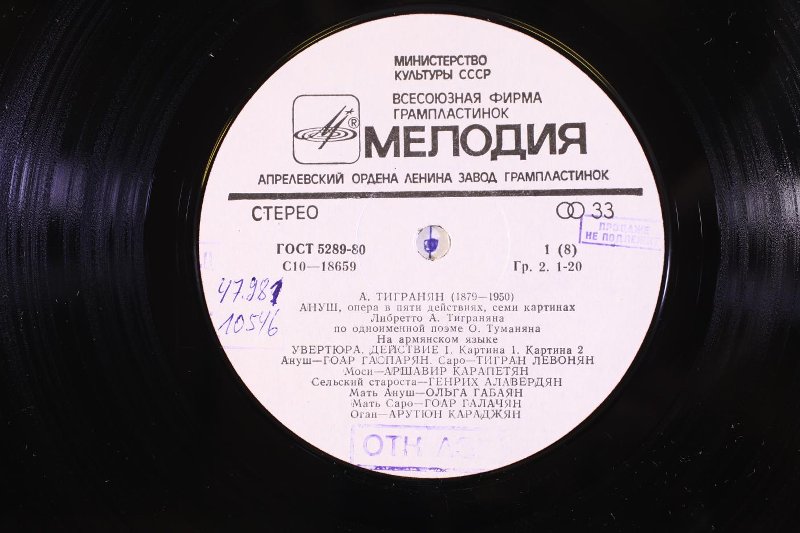 МИНИСТЕРСТВО
КУЛЬТУРЫ СССР
ВСЕСОЮЗНАЯ ФИРМА
ГРАМПЛАСТИНОК
МЕЛОДИЯ
®
АПРЕЛЕВСКИЙ ОРДЕНА ЛЕНИНА ЗАВОД ГРАМПЛАСТИНОК
СТЕРЕО 33
ПРОДАЖЕ
НЕ ПОДЛЕЖИТ
ГОСТ 5289-80 1 (8)
С10—18659 Гр. 2. 1-20
47.981
10546
А. ТИГРАНЯН (1879—1950)
АНУШ, опера в пяти действиях, семи картинах
Либретто А. Тиграняна
по одноименной поэме О. Туманяна
На армянском языке
УВЕРТЮРА. ДЕЙСТВИЕ I. Картина 1. Картина 2
Ануш—ГОАР ГАСПАРЯН. Саро—ТИГРАН ЛЕВОНЯН
Моси—АРШАВИР КАРАПЕТЯН
Сельский староста—ГЕНРИХ АЛАВЕРДЯН
Мать Ануш—ОЛЬГА ГАБАЯН
Мать Саро—ГОАР ГАЛАЧЯН
Оган—АРУТЮН КАРАДЖЯН
ОТК